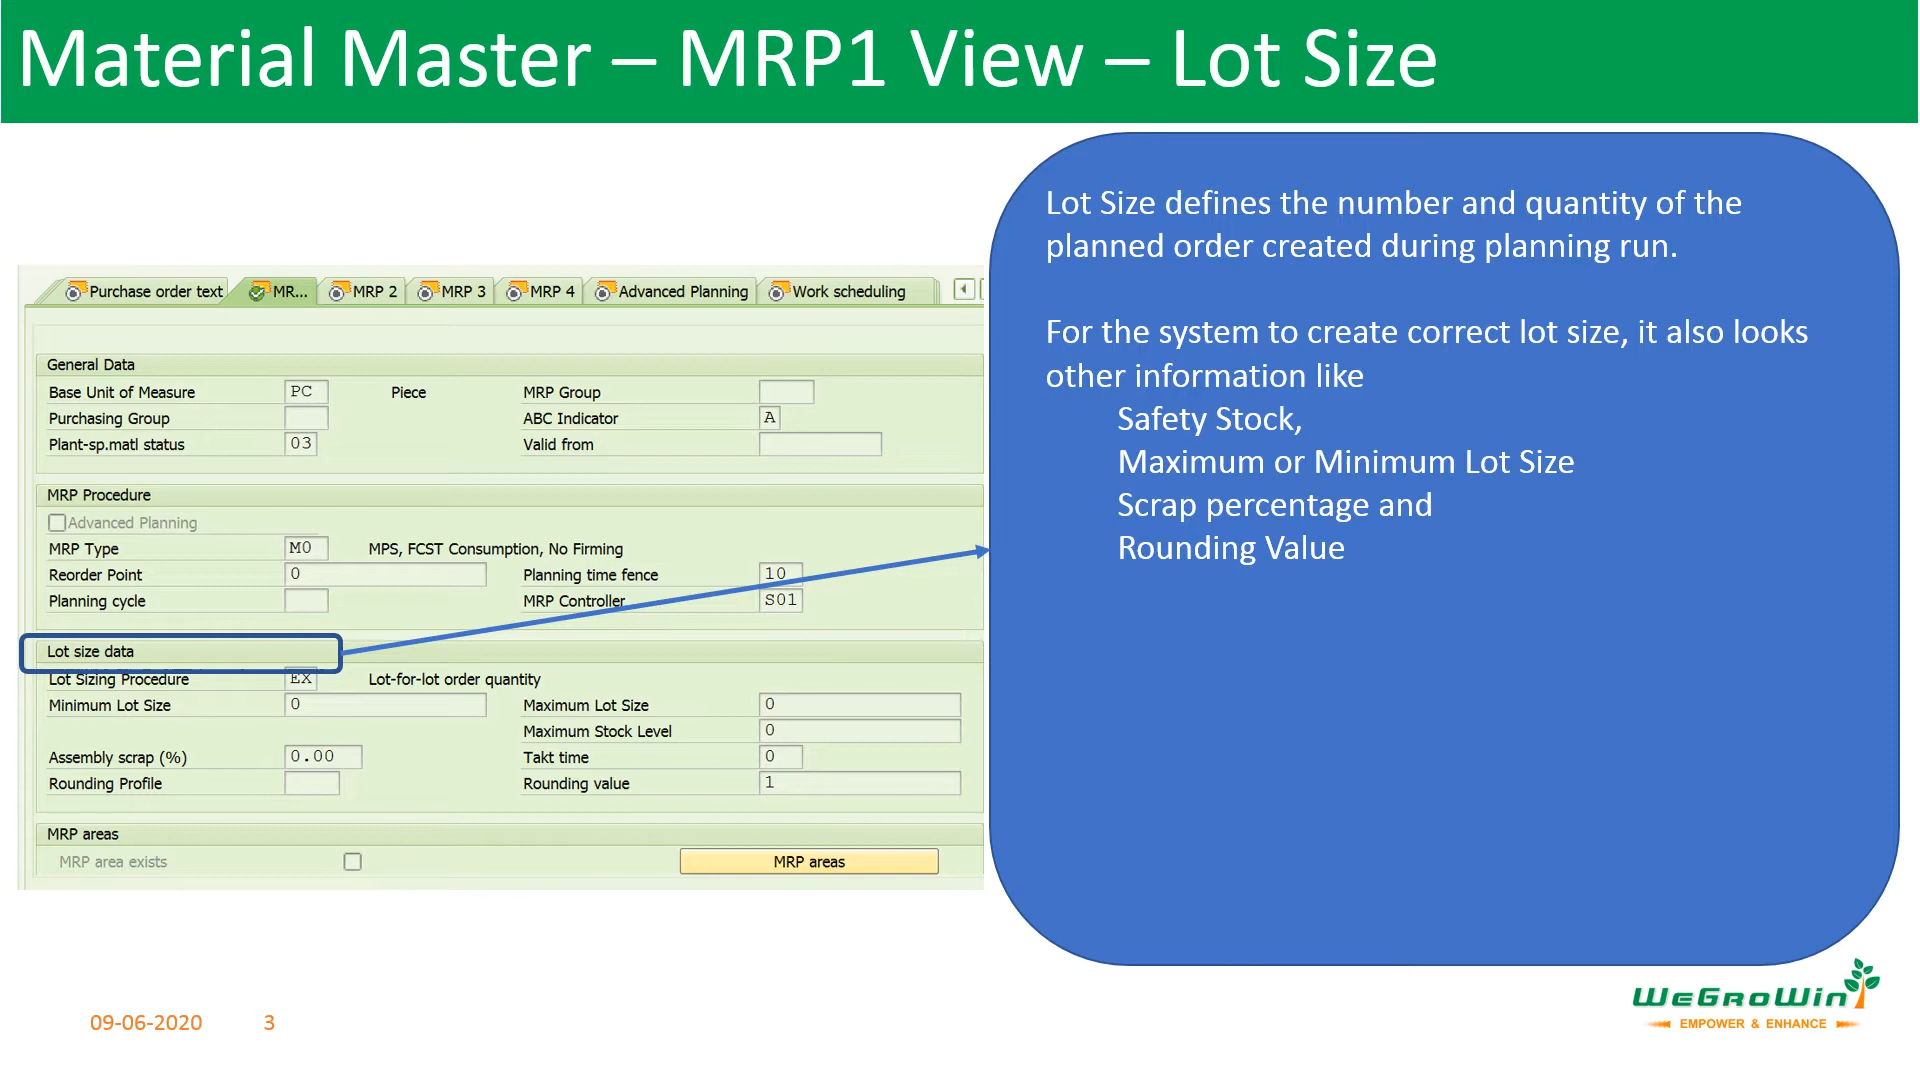 Material Master – MRP1 View – Lot Size
Purchase order text MR... MRP 2 MRP 3 MRP 4 Advanced Planning Work scheduling
General Data
Base Unit of Measure PC Piece MRP Group
Purchasing Group ABC Indicator A
Plant-sp.matl status 03 Valid from
MRP Procedure
Advanced Planning
MRP Type M0 MPS, FCST Consumption, No Firming
Reorder Point 0 Planning time fence 10
Planning cycle MRP Controller S01
Lot size data
Lot Sizing Procedure EX Lot-for-lot order quantity
Minimum Lot Size 0 Maximum Lot Size 0
Maximum Stock Level 0
Assembly scrap (%) 0.00 Takt time 0
Rounding Profile Rounding value 1
MRP areas
MRP area exists MRP areas
Lot Size defines the number and quantity of the
planned order created during planning run.
For the system to create correct lot size, it also looks
other information like
Safety Stock,
Maximum or Minimum Lot Size
Scrap percentage and
Rounding Value
09-06-2020 3
WeGroWin
EMPOWER & ENHANCE